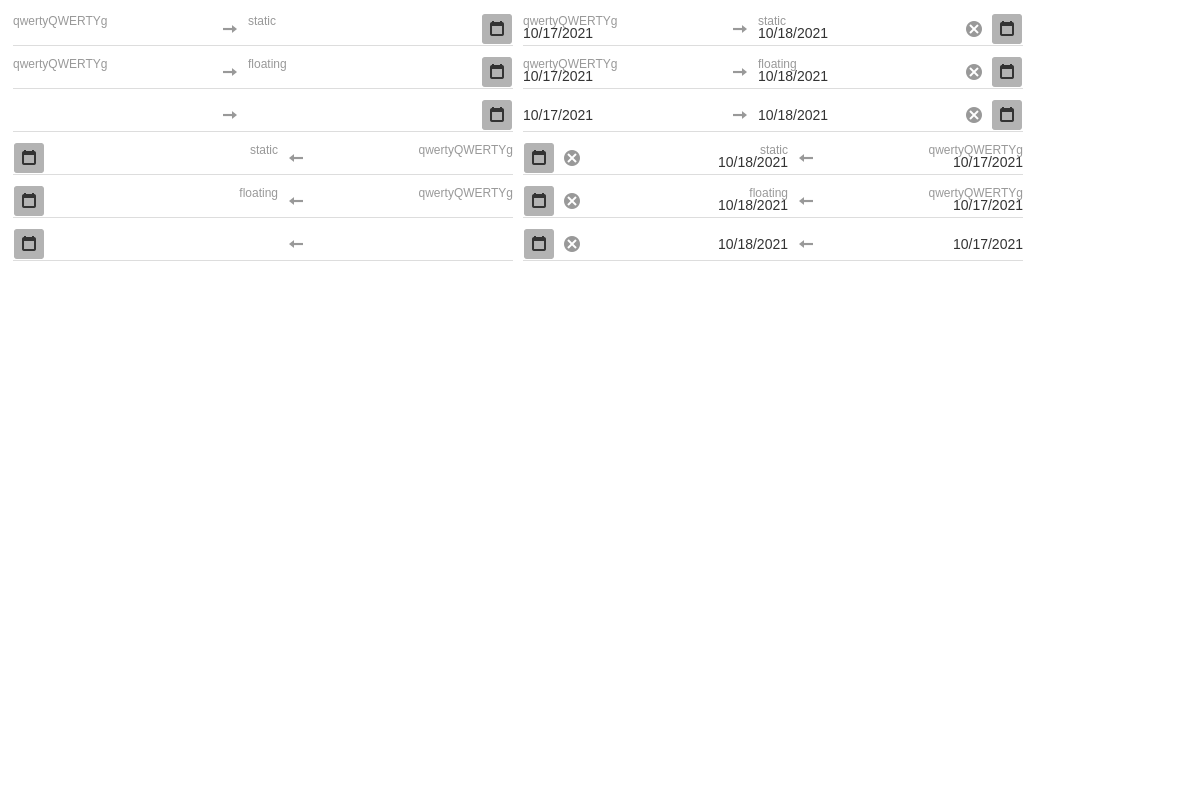 qwertyQWERTYg static qwertyQWERTYg static
10/17/2021 10/18/2021
qwertyQWERTYg floating qwertyQWERTYg floating
10/17/2021 10/18/2021
10/17/2021 10/18/2021
static qwertyQWERTYg static qwertyQWERTYg
10/18/2021 10/17/2021
floating qwertyQWERTYg floating qwertyQWERTYg
10/18/2021 10/17/2021
10/18/2021 10/17/2021